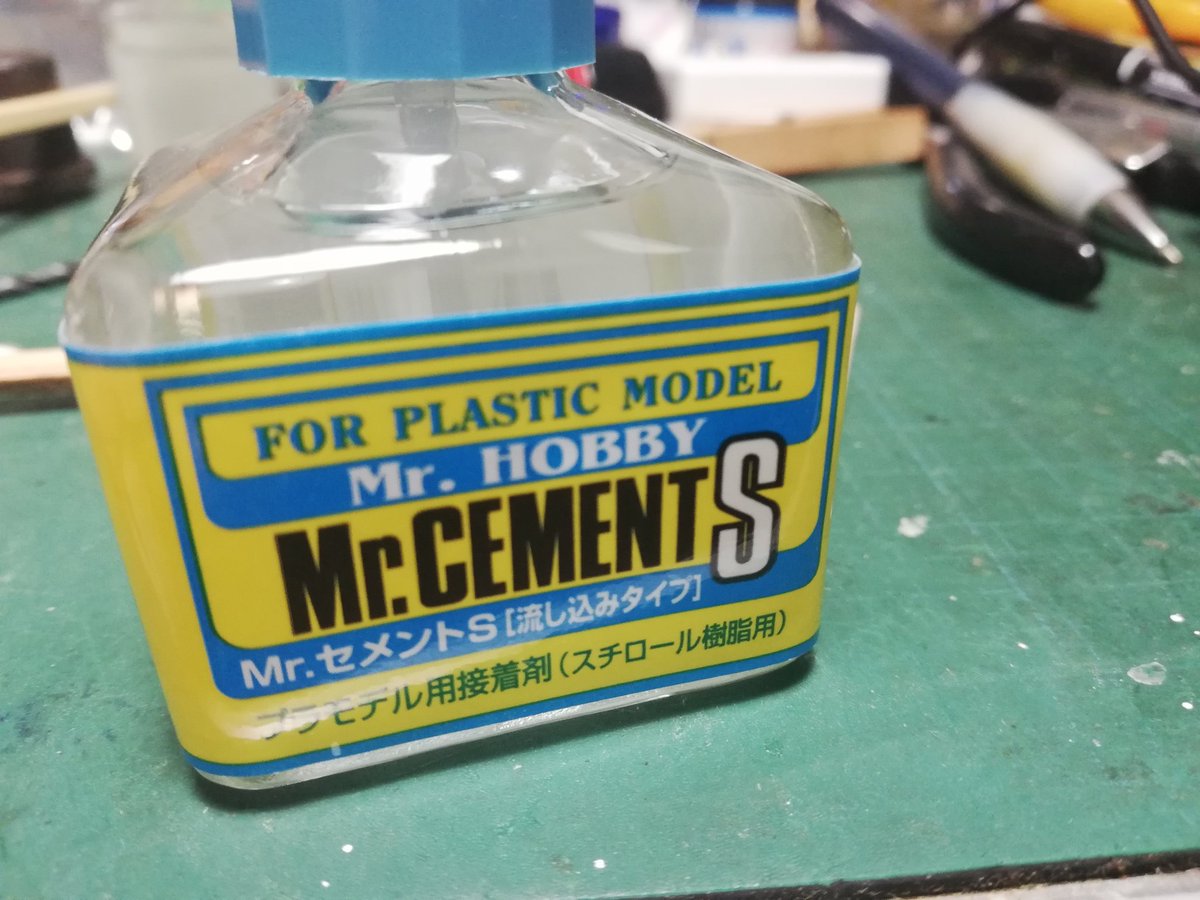 FOR PLASTIC MODEL
Mr. HOBBY
Mr.CEMENT S
Mr.セメントS [流し込みタイプ]
プラモデル用接着剤(スチロール樹脂用)